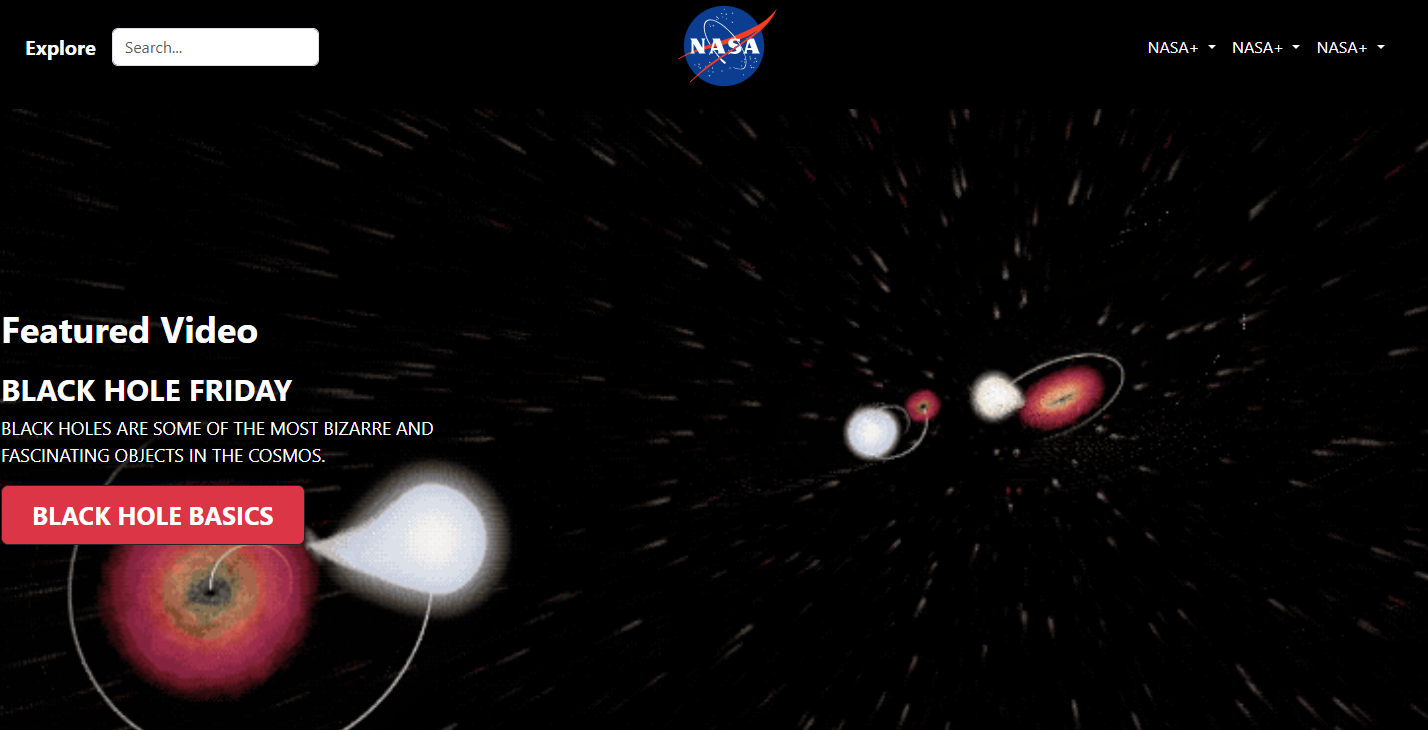 Explore
Search...
NASA
NASA+
NASA+
NASA+
Featured Video
BLACK HOLE FRIDAY
BLACK HOLES ARE SOME OF THE MOST BIZARRE AND
FASCINATING OBJECTS IN THE COSMOS.
BLACK HOLE BASICS